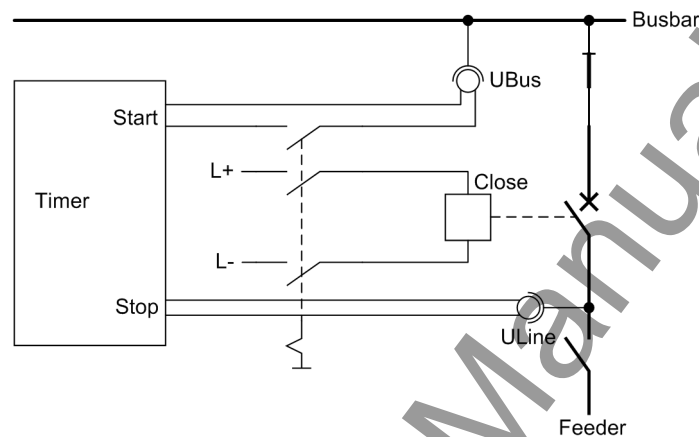 Busbar
UBus
Start
L+
Close
Timer
L-
Stop
ULine
Feeder
Manual